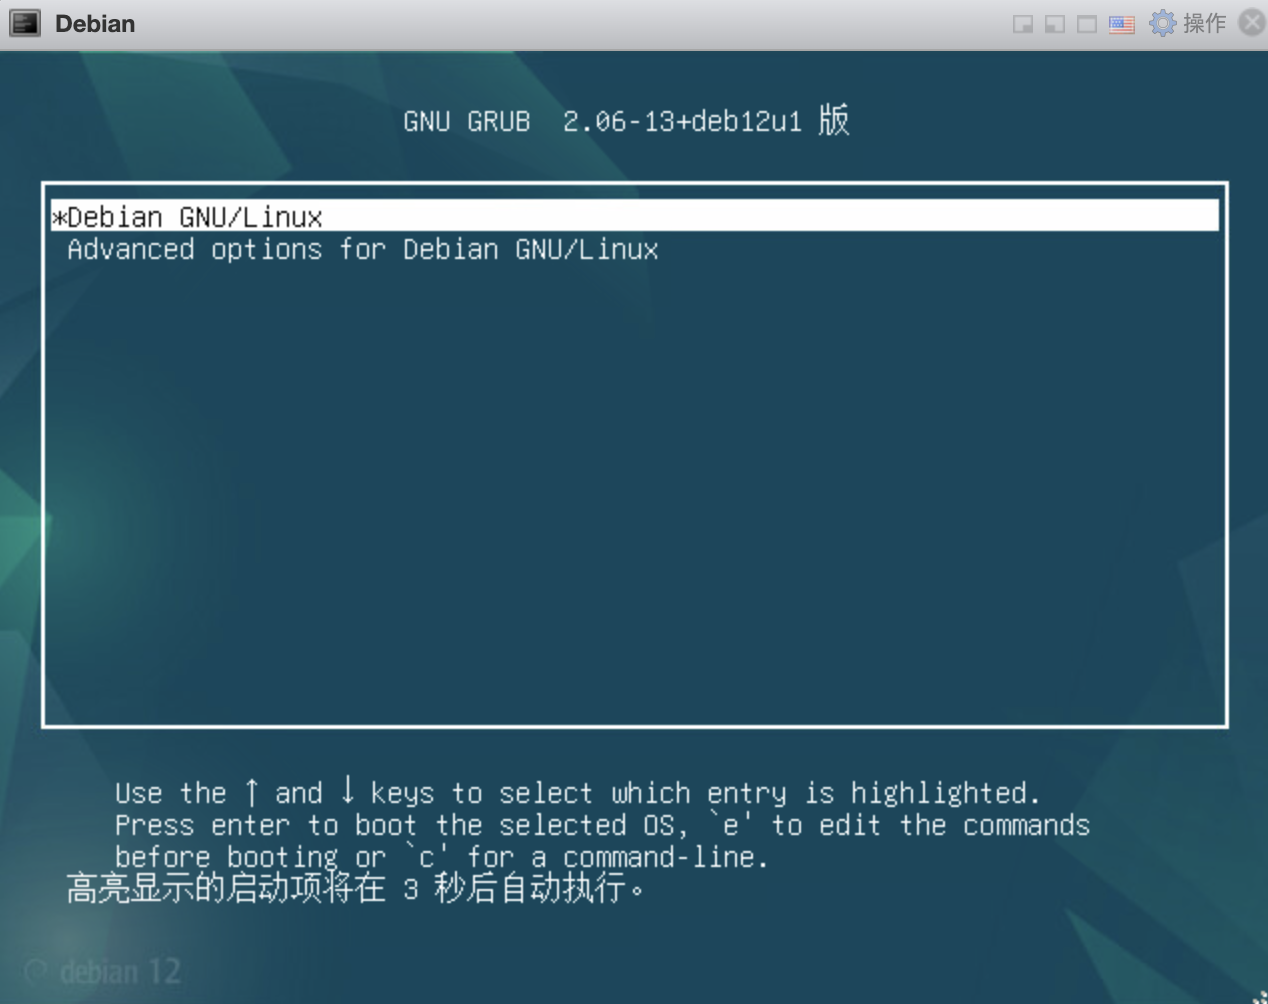 Debian
操作
GNU GRUB  2.06-13+deb12u1 版
*Debian GNU/Linux
Advanced options for Debian GNU/Linux
Use the ↑ and ↓ keys to select which entry is highlighted.
Press enter to boot the selected OS, `e' to edit the commands
before booting or `c' for a command-line.
高亮显示的启动项将在 3 秒后自动执行。
debian 12